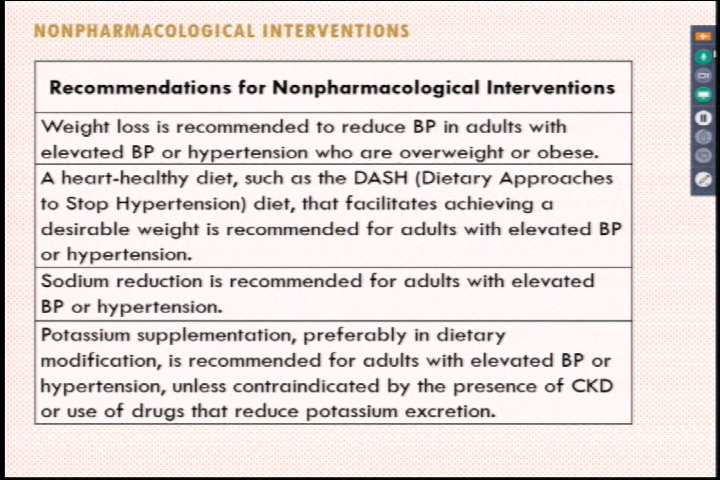 NONPHARMACOLOGICAL INTERVENTIONS
Recommendations for Nonpharmacological Interventions
Weight loss is recommended to reduce BP in adults with
elevated BP or hypertension who are overweight or obese.
A heart-healthy diet, such as the DASH (Dietary Approaches
to Stop Hypertension) diet, that facilitates achieving a
desirable weight is recommended for adults with elevated BP
or hypertension.
Sodium reduction is recommended for adults with elevated
BP or hypertension.
Potassium supplementation, preferably in dietary
modification, is recommended for adults with elevated BP or
hypertension, unless contraindicated by the presence of CKD
or use of drugs that reduce potassium excretion.